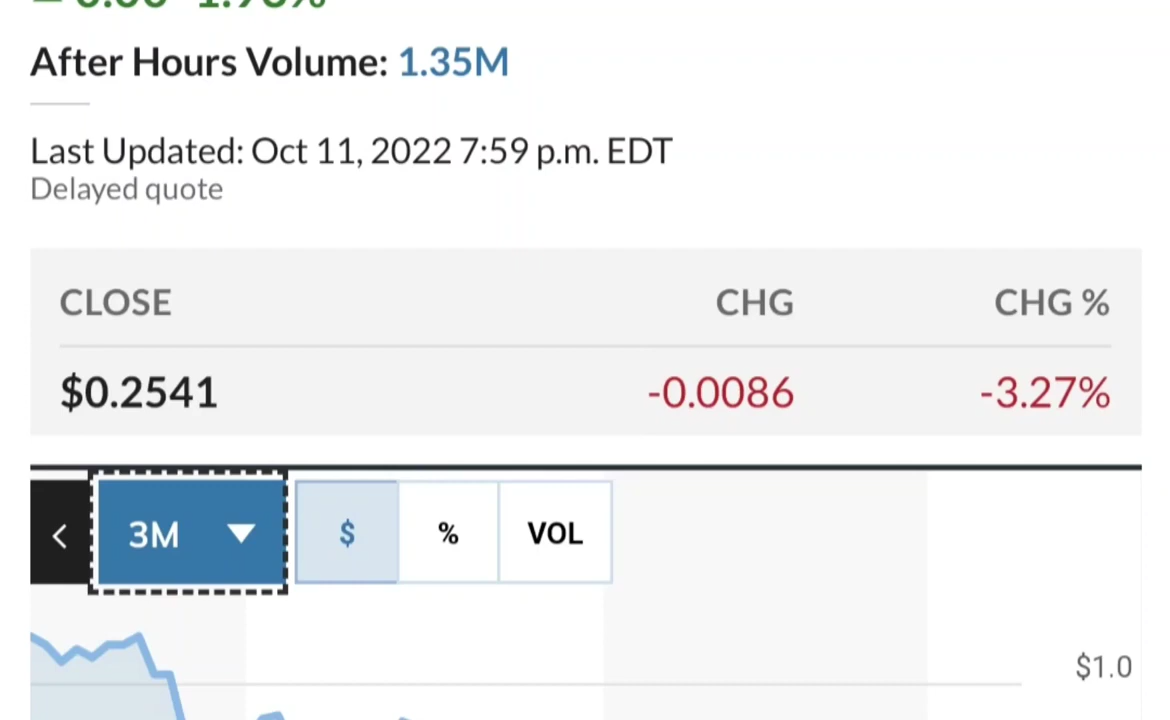 After Hours Volume: 1.35M
Last Updated: Oct 11, 2022 7:59 p.m. EDT
Delayed quote
CLOSE CHG CHG %
$0.2541 -0.0086 -3.27%
3M $ % VOL
$1.0